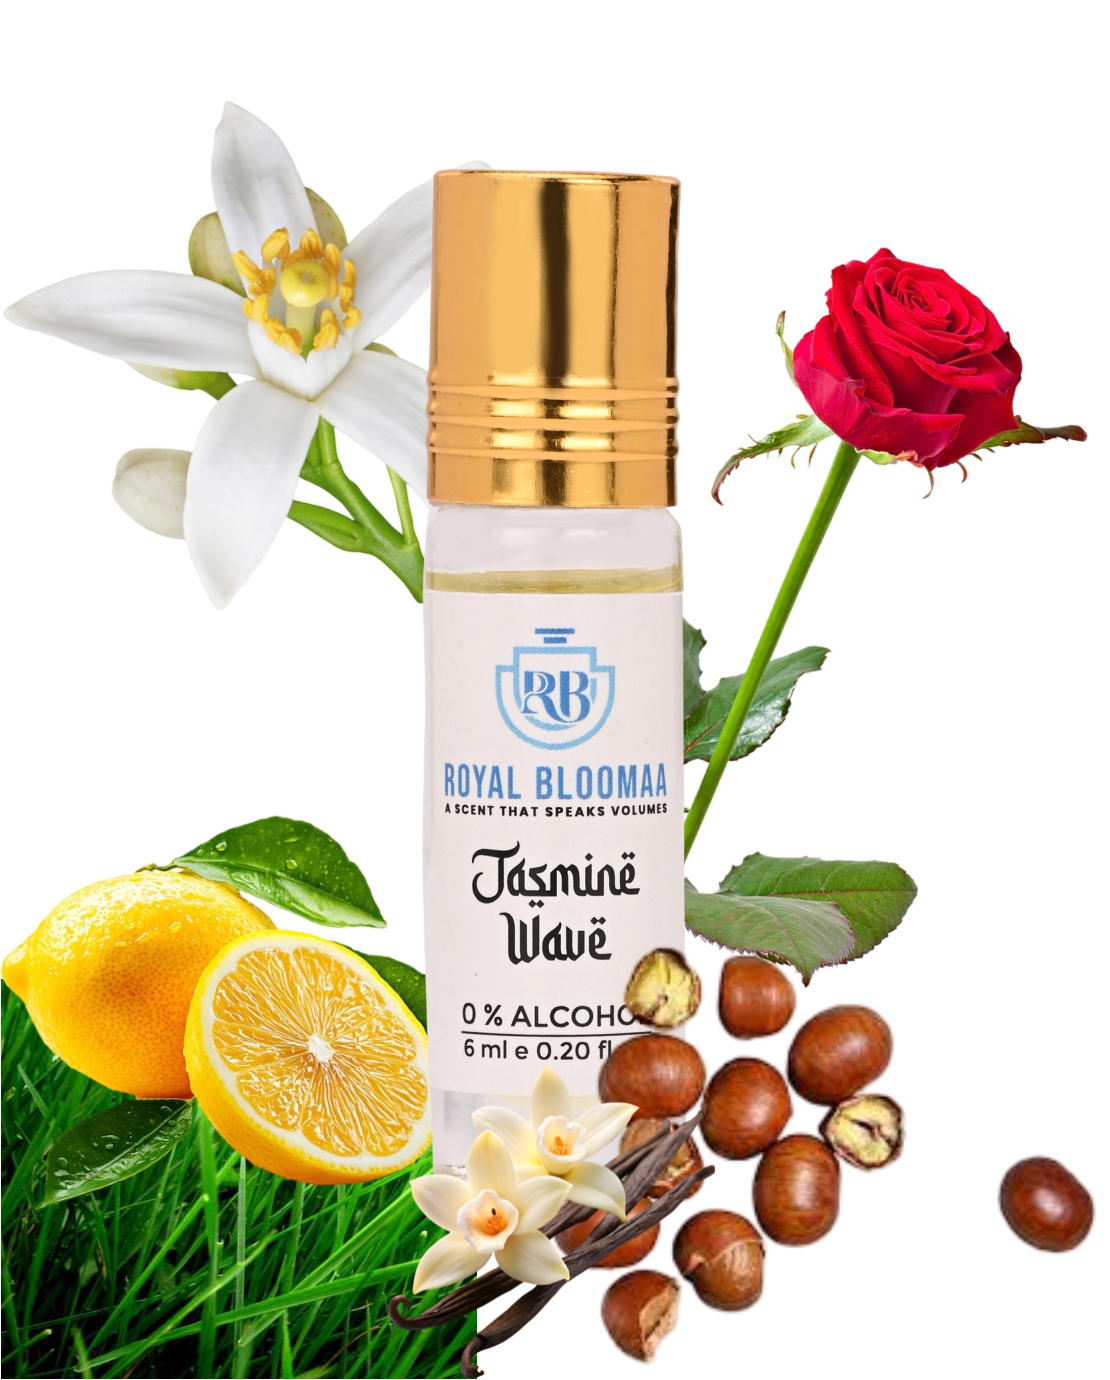 RB
ROYAL BLOOMAA
A SCENT THAT SPEAKS VOLUMES
Jasminë
Wavë
0 % ALCOHO
6 ml e 0.20 fl